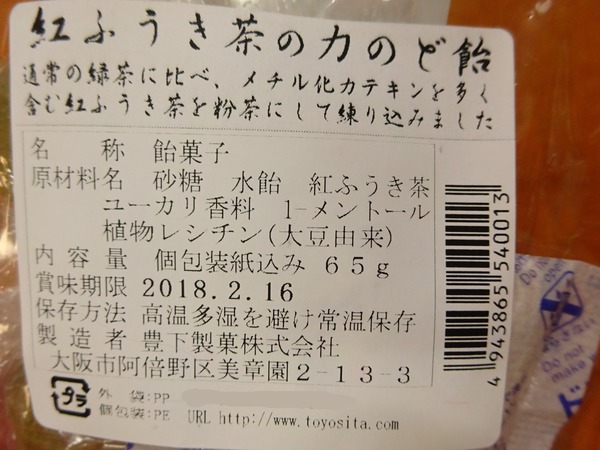 紅ふうき茶の力のど飴
通常の緑茶に比べ、メチル化カテキンを多く
含む紅ふうき茶を粉茶にして練り込みました
名　　称　飴菓子
原材料名　砂糖　水飴　紅ふうき茶
ユーカリ香料　l-メントール
植物レシチン(大豆由来)
内 容 量　個包装紙込み ６５ｇ
賞味期限 2018.2.16
保存方法　高温多湿を避け常温保存
製 造 者　豊下製菓株式会社
大阪市阿倍野区美章園２－１３－３
プラ
外　袋:PP
個包装:PE
URL http://www.toyosita.com
4 943865 540013
Do not
make